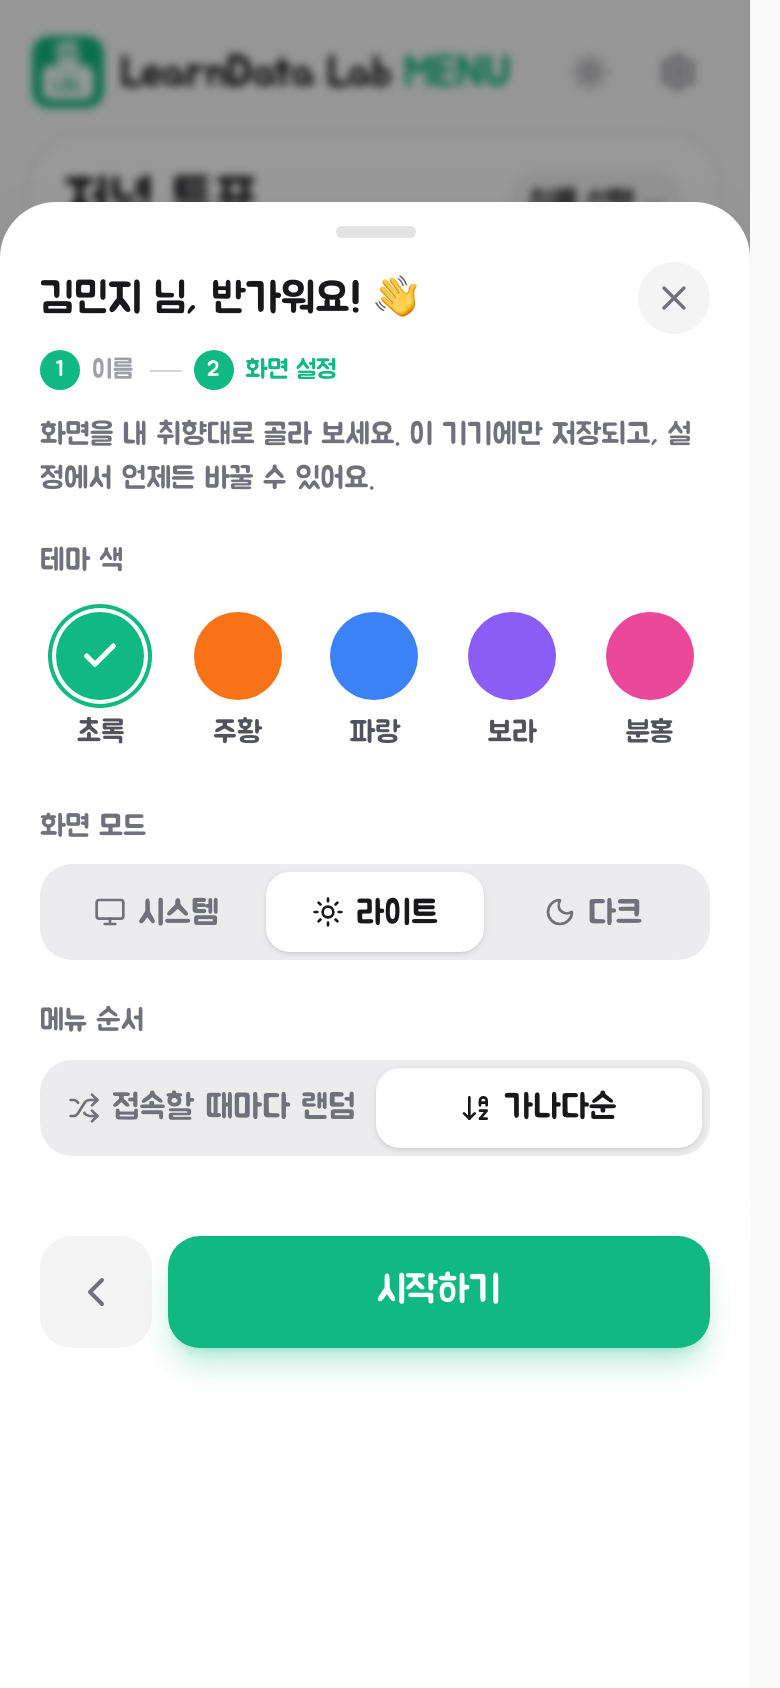 LearnData Lab MENU
저녁 투표
김민지 님, 반가워요! 👋
1 이름 2 화면 설정
화면을 내 취향대로 골라 보세요. 이 기기에만 저장되고, 설
정에서 언제든 바꿀 수 있어요.
테마 색
초록 주황 파랑 보라 분홍
화면 모드
시스템 라이트 다크
메뉴 순서
접속할 때마다 랜덤 가나다순
시작하기